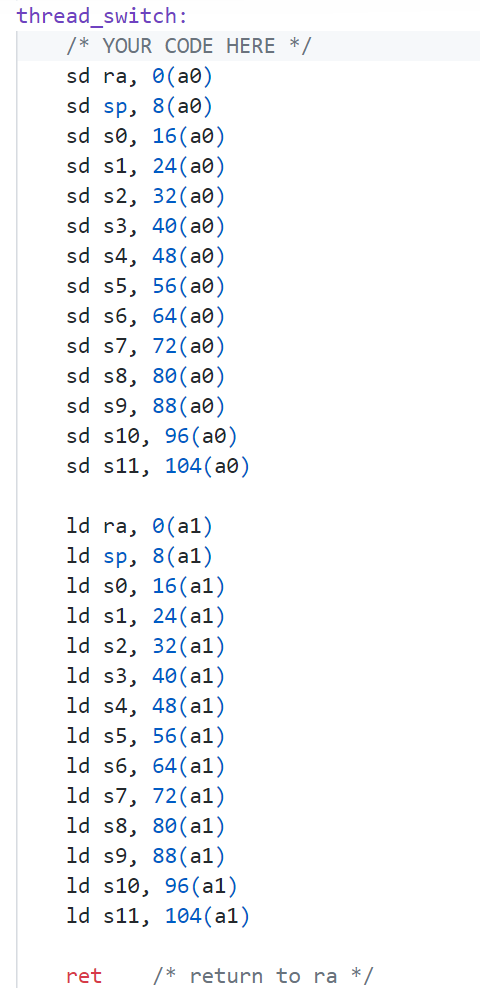 thread_switch:
/* YOUR CODE HERE */
sd ra, 0(a0)
sd sp, 8(a0)
sd s0, 16(a0)
sd s1, 24(a0)
sd s2, 32(a0)
sd s3, 40(a0)
sd s4, 48(a0)
sd s5, 56(a0)
sd s6, 64(a0)
sd s7, 72(a0)
sd s8, 80(a0)
sd s9, 88(a0)
sd s10, 96(a0)
sd s11, 104(a0)
ld ra, 0(a1)
ld sp, 8(a1)
ld s0, 16(a1)
ld s1, 24(a1)
ld s2, 32(a1)
ld s3, 40(a1)
ld s4, 48(a1)
ld s5, 56(a1)
ld s6, 64(a1)
ld s7, 72(a1)
ld s8, 80(a1)
ld s9, 88(a1)
ld s10, 96(a1)
ld s11, 104(a1)
ret    /* return to ra */